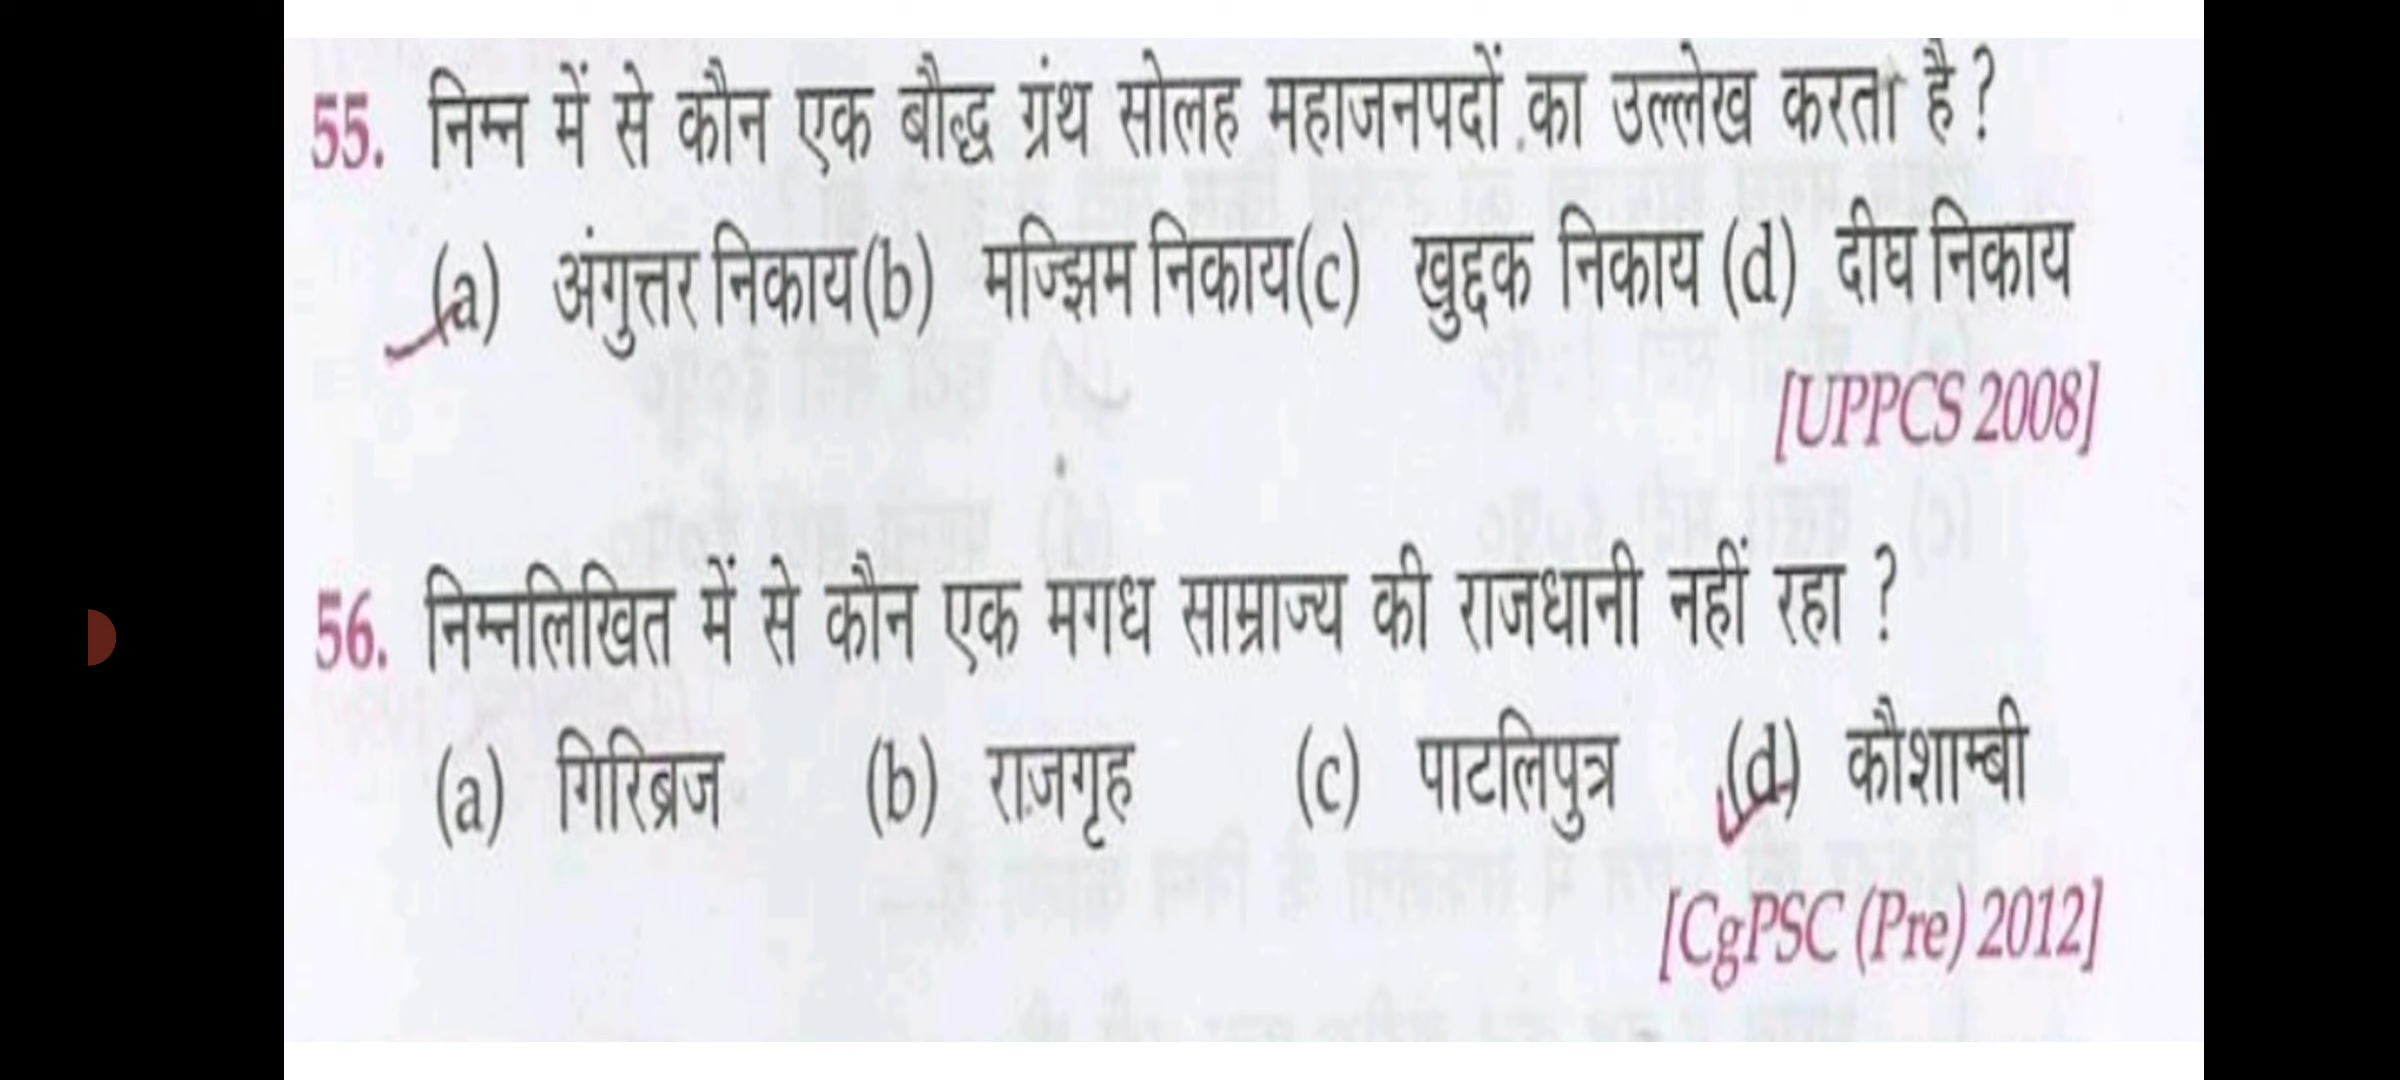 55. निम्न में से कौन एक बौद्ध ग्रंथ सोलह महाजनपदों का उल्लेख करता है ?
(a) अंगुत्तर निकाय (b) मज्झिम निकाय (c) खुद्दक निकाय (d) दीघ निकाय
[UPPCS 2008]
56. निम्नलिखित में से कौन एक मगध साम्राज्य की राजधानी नहीं रहा ?
(a) गिरिब्रज (b) राजगृह (c) पाटलिपुत्र (d) कौशाम्बी
[CgPSC (Pre) 2012]